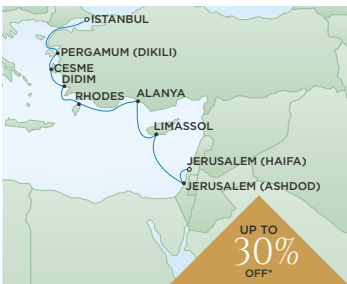 ISTANBUL
PERGAMUM (DIKILI)
CESME
DIDIM
RHODES
ALANYA
LIMASSOL
JERUSALEM (HAIFA)
JERUSALEM (ASHDOD)
UP TO
30%
OFF*